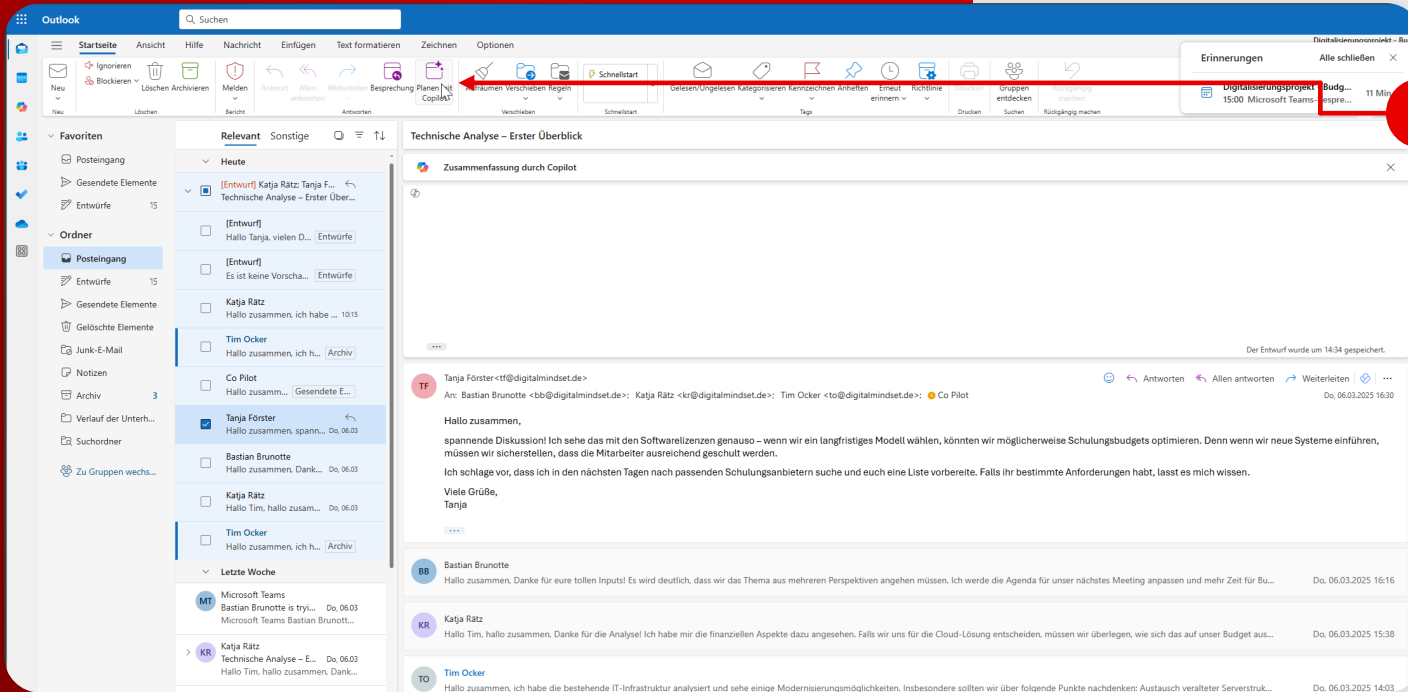 Outlook
Suchen
Startseite Ansicht Hilfe Nachricht Einfügen Text formatieren Zeichnen Optionen
Neu
Ignorieren
Blockieren
Löschen Archivieren
Melden
Antwort Allen antworten Weiterleiten Besprechung Planen mit Copilot
Aufräumen Verschieben Regeln
Schnellstart
Gelesen/Ungelesen Kategorisieren Kennzeichnen Anheften Erneut erinnern Richtlinie
Drucken
Gruppen entdecken
Rückgängig machen
Neu Löschen Bericht Antworten Verschieben Schnellstart Tags Drucken Suchen Rückgängig machen
Digitalisierungsprojekt - Bu
Erinnerungen Alle schließen
Digitalisierungsprojekt Budg...
15:00 Microsoft Teams-Bespre...
11 Min
Favoriten
Posteingang
Gesendete Elemente
Entwürfe 15
Ordner
Posteingang
Entwürfe 15
Gesendete Elemente
Gelöschte Elemente
Junk-E-Mail
Notizen
Archiv 3
Verlauf der Unterh...
Suchordner
Zu Gruppen wechs...
Relevant Sonstige
Heute
[Entwurf] Katja Rätz; Tanja F...
Technische Analyse – Erster Über...
[Entwurf]
Hallo Tanja, vielen D... Entwürfe
[Entwurf]
Es ist keine Vorscha... Entwürfe
Katja Rätz
Hallo zusammen, ich habe ... 10:15
Tim Ocker
Hallo zusammen, ich h... Archiv
Co Pilot
Hallo zusamm... Gesendete E...
Tanja Förster
Hallo zusammen, spann... Do, 06.03
Bastian Brunotte
Hallo zusammen, Dank... Do, 06.03
Katja Rätz
Hallo Tim, hallo zusam... Do, 06.03
Tim Ocker
Hallo zusammen, ich h... Archiv
Letzte Woche
MT
Microsoft Teams
Bastian Brunotte is tryi... Do, 06.03
Microsoft Teams Bastian Brunott...
KR
Katja Rätz
Technische Analyse – E... Do, 06.03
Hallo Tim, hallo zusammen, Dank...
Technische Analyse – Erster Überblick
Zusammenfassung durch Copilot
Der Entwurf wurde um 14:34 gespeichert.
TF
Tanja Förster<tf@digitalmindset.de>
Antworten Allen antworten Weiterleiten
An: Bastian Brunotte <bb@digitalmindset.de>; Katja Rätz <kr@digitalmindset.de>; Tim Ocker <to@digitalmindset.de>; Co Pilot
Do, 06.03.2025 16:30
Hallo zusammen,
spannende Diskussion! Ich sehe das mit den Softwarelizenzen genauso – wenn wir ein langfristiges Modell wählen, könnten wir möglicherweise Schulungsbudgets optimieren. Denn wenn wir neue Systeme einführen,
müssen wir sicherstellen, dass die Mitarbeiter ausreichend geschult werden.
Ich schlage vor, dass ich in den nächsten Tagen nach passenden Schulungsanbietern suche und euch eine Liste vorbereite. Falls ihr bestimmte Anforderungen habt, lasst es mich wissen.
Viele Grüße,
Tanja
BB
Bastian Brunotte
Hallo zusammen, Danke für eure tollen Inputs! Es wird deutlich, dass wir das Thema aus mehreren Perspektiven angehen müssen. Ich werde die Agenda für unser nächstes Meeting anpassen und mehr Zeit für Bu... Do, 06.03.2025 16:16
KR
Katja Rätz
Hallo Tim, hallo zusammen, Danke für die Analyse! Ich habe mir die finanziellen Aspekte dazu angesehen. Falls wir uns für die Cloud-Lösung entscheiden, müssen wir überlegen, wie sich das auf unser Budget aus... Do, 06.03.2025 15:38
TO
Tim Ocker
Hallo zusammen, ich habe die bestehende IT-Infrastruktur analysiert und sehe einige Modernisierungsmöglichkeiten. Insbesondere sollten wir über folgende Punkte nachdenken: Austausch veralteter Serverstruk... Do, 06.03.2025 14:03